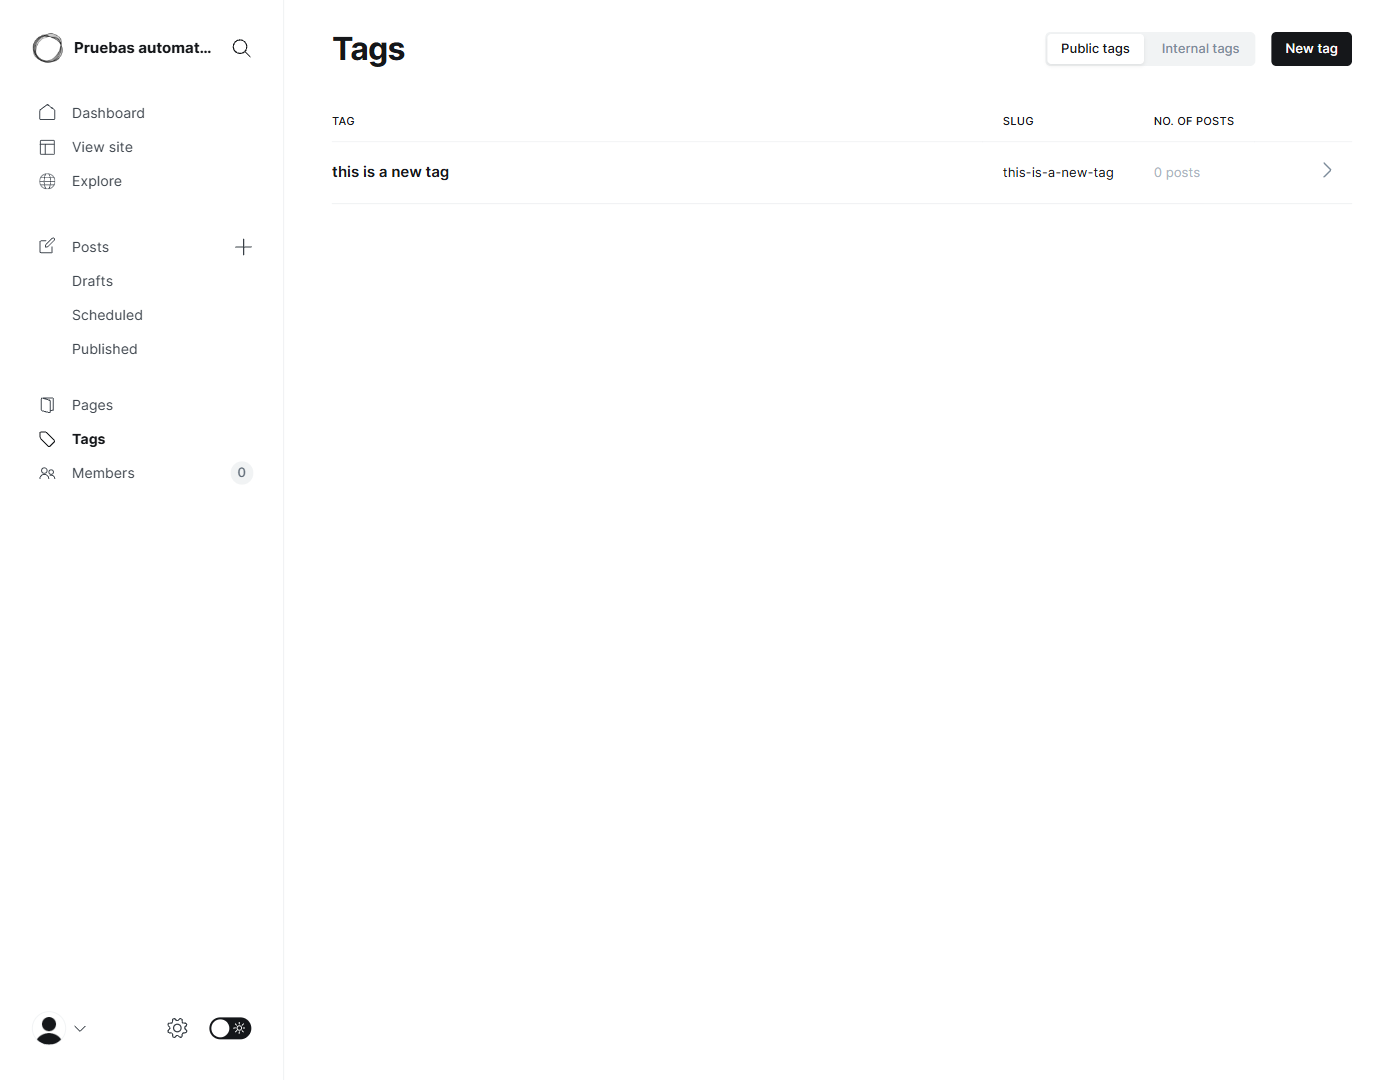 Pruebas automat...
Dashboard
View site
Explore
Posts
Drafts
Scheduled
Published
Pages
Tags
Members 0
Tags
Public tags Internal tags New tag
TAG SLUG NO. OF POSTS
this is a new tag this-is-a-new-tag 0 posts